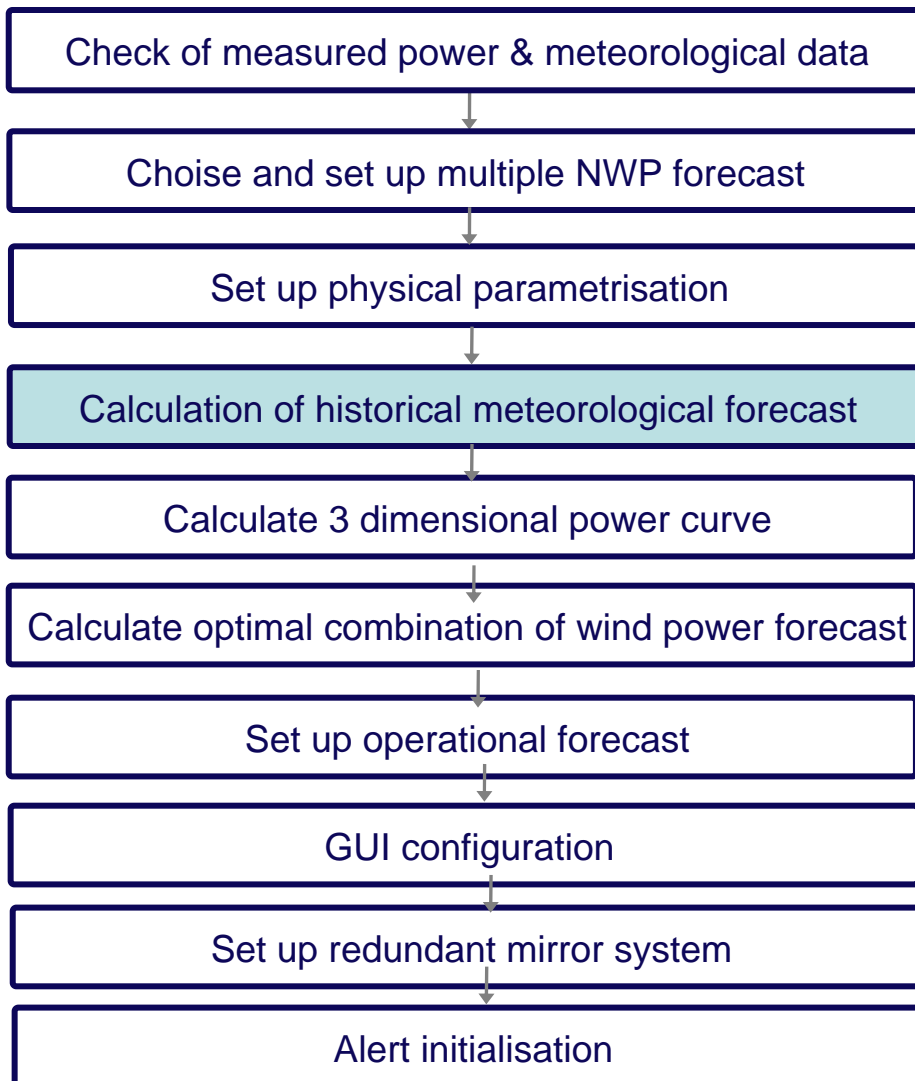 Check of measured power & meteorological data
Choise and set up multiple NWP forecast
Set up physical parametrisation
Calculation of historical meteorological forecast
Calculate 3 dimensional power curve
Calculate optimal combination of wind power forecast
Set up operational forecast
GUI configuration
Set up redundant mirror system
Alert initialisation